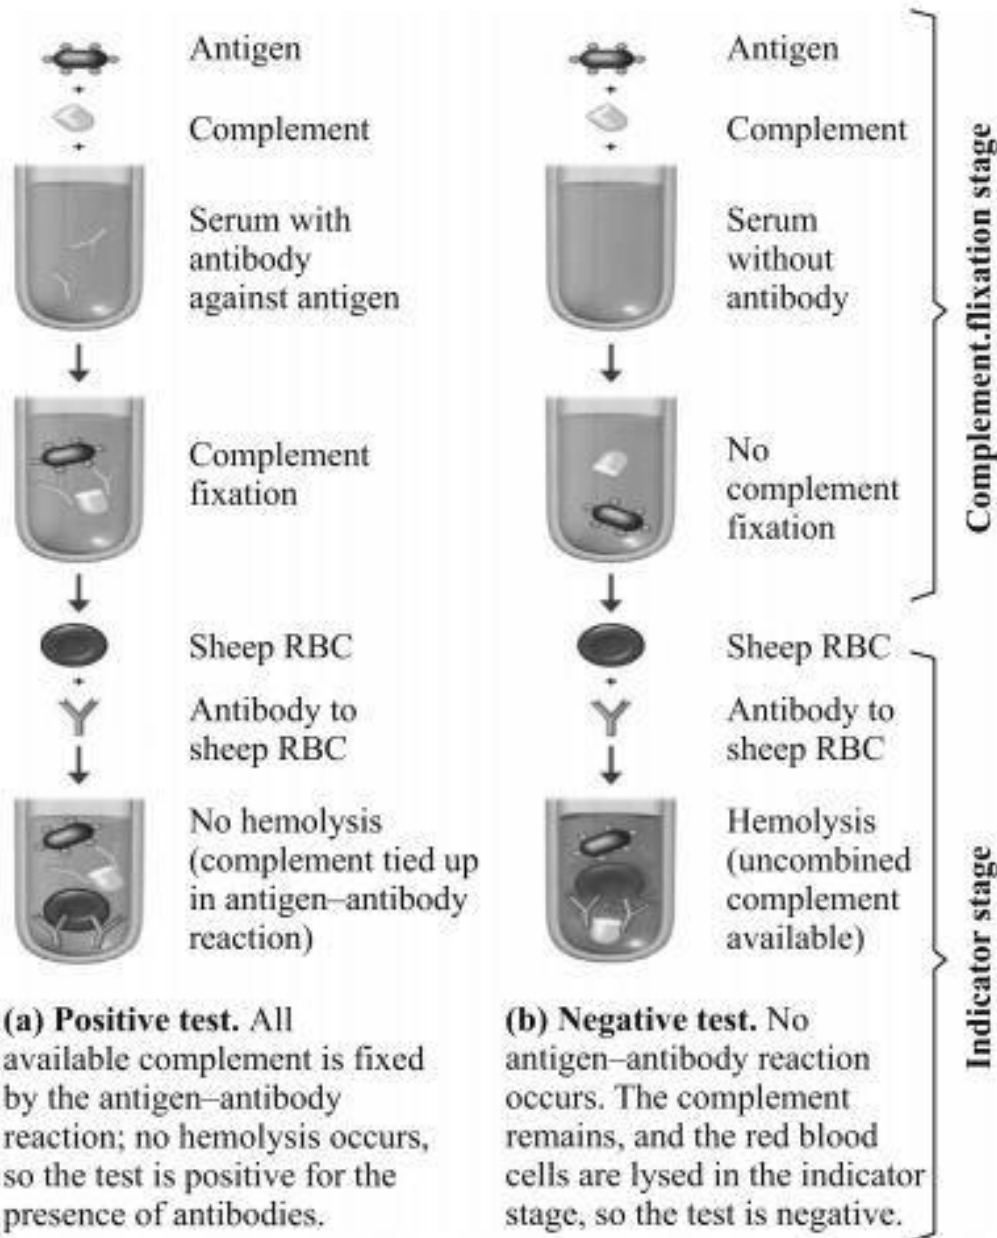 Antigen
+
Complement
+
Serum with
antibody
against antigen
Complement
fixation
Sheep RBC
+
Antibody to
sheep RBC
No hemolysis
(complement tied up
in antigen–antibody
reaction)
(a) Positive test. All
available complement is fixed
by the antigen–antibody
reaction; no hemolysis occurs,
so the test is positive for the
presence of antibodies.
Antigen
+
Complement
+
Serum
without
antibody
No
complement
fixation
Sheep RBC
+
Antibody to
sheep RBC
Hemolysis
(uncombined
complement
available)
(b) Negative test. No
antigen–antibody reaction
occurs. The complement
remains, and the red blood
cells are lysed in the indicator
stage, so the test is negative.
Complement.flixation stage
Indicator stage